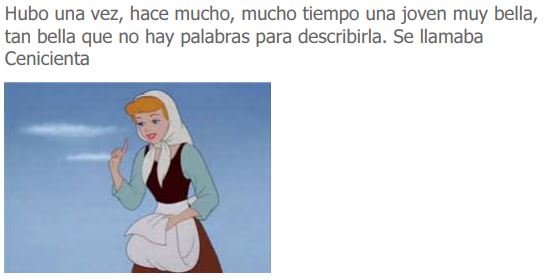 Hubo una vez, hace mucho, mucho tiempo una joven muy bella,
tan bella que no hay palabras para describirla. Se llamaba
Cenicienta